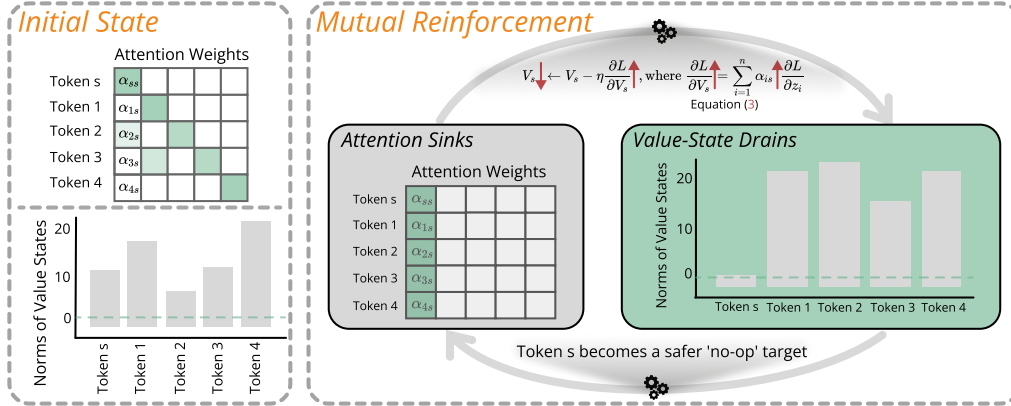 Initial State
Attention Weights
Token s α_ss
Token 1 α_1s
Token 2 α_2s
Token 3 α_3s
Token 4 α_4s
Norms of Value States
20
10
0
Token s Token 1 Token 2 Token 3 Token 4
Mutual Reinforcement
V_s ← V_s − η ∂L/∂V_s , where ∂L/∂V_s = ∑_{i=1}^{n} α_is ∂L/∂z_i
Equation (3)
Attention Sinks
Attention Weights
Token s α_ss
Token 1 α_1s
Token 2 α_2s
Token 3 α_3s
Token 4 α_4s
Value-State Drains
Norms of Value States
20
10
0
Token s Token 1 Token 2 Token 3 Token 4
Token s becomes a safer 'no-op' target